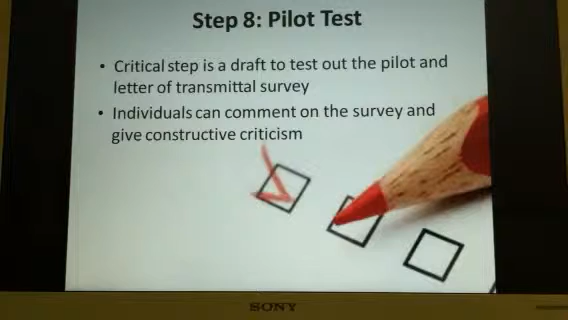 Step 8: Pilot Test
• Critical step is a draft to test out the pilot and
letter of transmittal survey
• Individuals can comment on the survey and
give constructive criticism
SONY